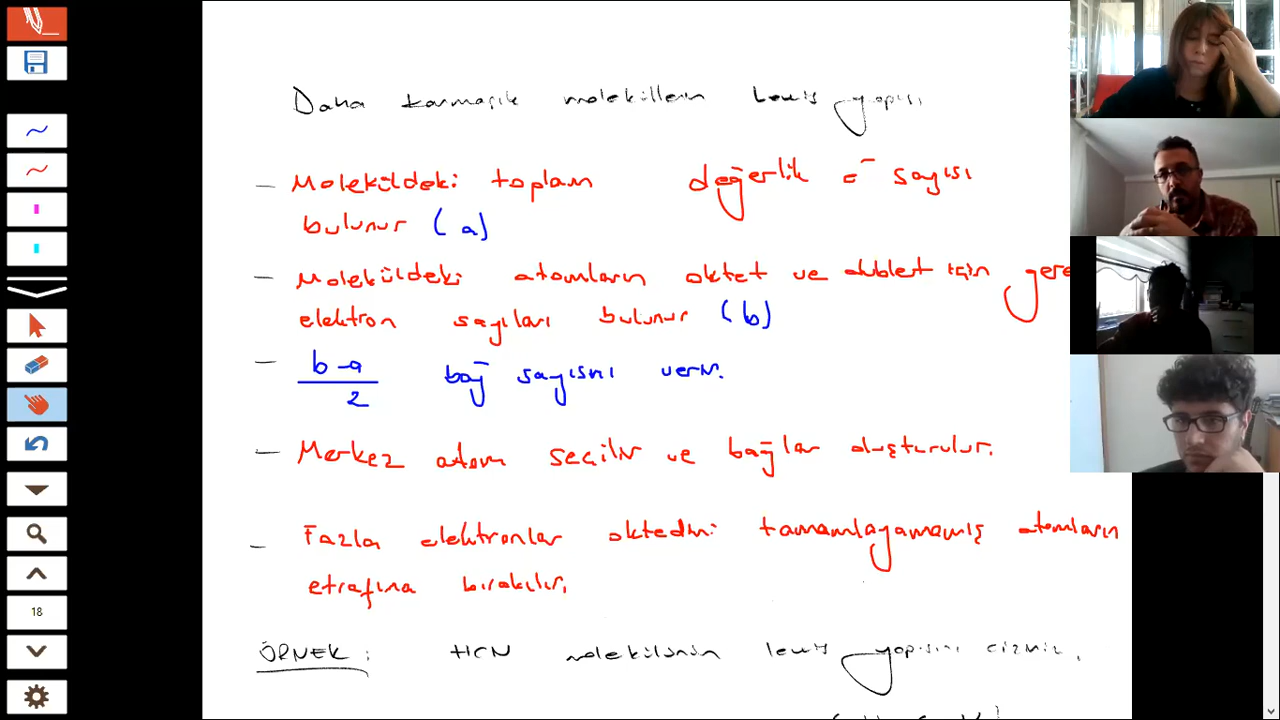 Daha karmaşık moleküllerin Lewis yapısı
- Moleküldeki toplam değerlik e⁻ sayısı
bulunur (a)
- Moleküldeki atomların oktet ve dublet için gere
elektron sayıları bulunur (b)
- b-a
2
bağ sayısını verir.
- Merkez atom seçilir ve bağlar oluşturulur.
- Fazla elektronlar oktedini tamamlayamamış atomların
etrafına bırakılır.
ÖRNEK: HCN molekülünün lewis yapısını çiziniz.
18